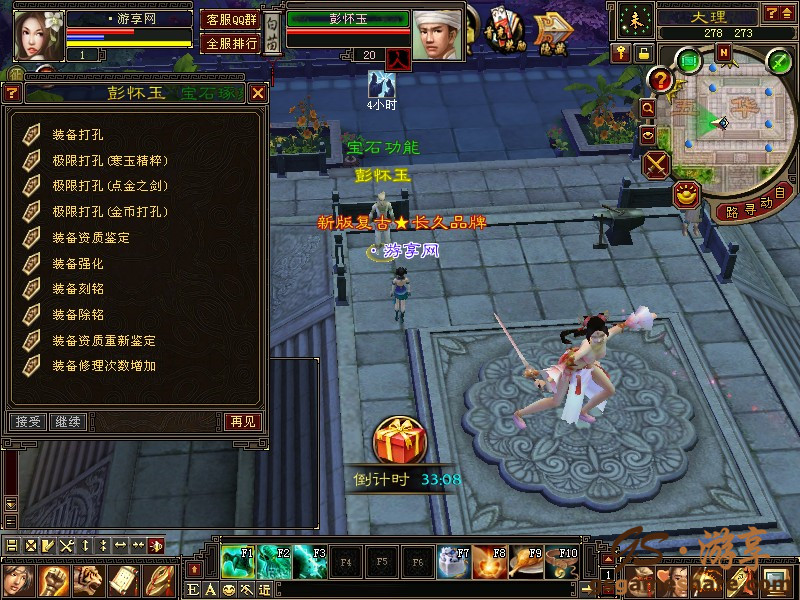 ·游享网
1
客服QQ群
全服排行
白苗
彭怀玉
20
人
未
大理
278 273
4小时
N
自动寻路
彭怀玉 宝石琢
装备打孔
极限打孔(寒玉精粹)
极限打孔(点金之剑)
极限打孔(金币打孔)
装备资质鉴定
装备强化
装备刻铭
装备除铭
装备资质重新鉴定
装备修理次数增加
接受 继续 再见
宝石功能
彭怀玉
新版复古★长久品牌
游享网
倒计时 33:08
F1 F2 F3 F4 F5 F6 F7 F8 F9 F10
E A 近
1
GS·游享